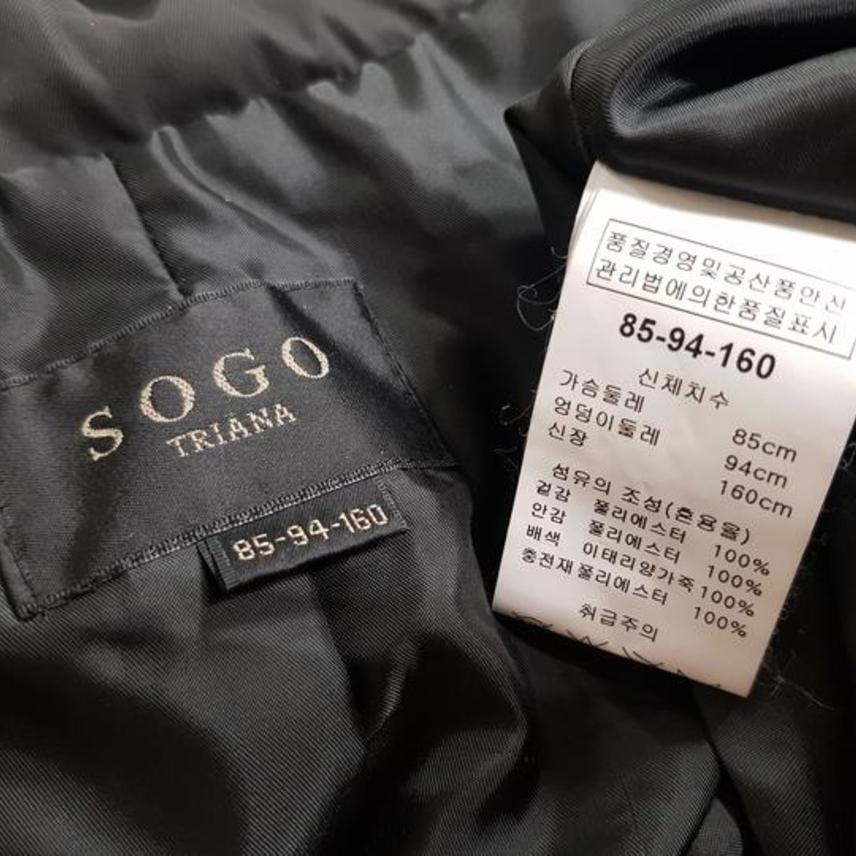 SOGO
TRIANA
85-94-160
품질경영및공산품안전
관리법에의한품질표시
85-94-160
신체치수
가슴둘레 85cm
엉덩이둘레 94cm
신장 160cm
섬유의 조성(혼용율)
겉감 폴리에스터 100%
안감 폴리에스터 100%
배색 이태리양가죽 100%
충전재 폴리에스터 100%
취급주의